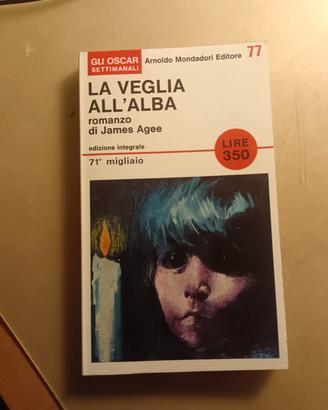 GLI OSCAR
SETTIMANALI
Arnoldo Mondadori Editore 77
LA VEGLIA
ALL'ALBA
romanzo
di James Agee
edizione integrale
71° migliaio
LIRE
350